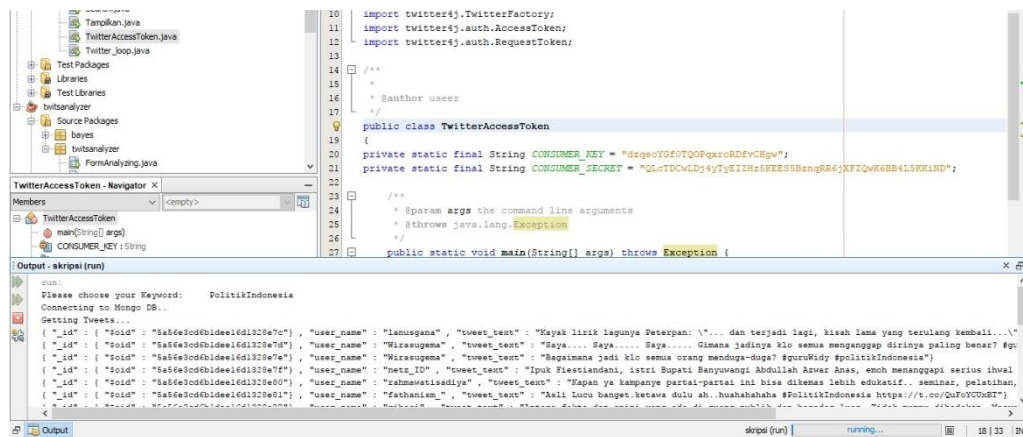 Tampilkan.java
TwitterAccessToken.java
Twitter_loop.java
Test Packages
Libraries
Test Libraries
twitsanalyzer
Source Packages
bayes
twitsanalyzer
FormAnalyzing.java
TwitterAccessToken - Navigator
Members
<empty>
TwitterAccessToken
main(String[] args)
CONSUMER_KEY : String
10 import twitter4j.TwitterFactory;
11 import twitter4j.auth.AccessToken;
12 import twitter4j.auth.RequestToken;
13
14 /**
15 *
16 * @author useer
17 */
public class TwitterAccessToken
19 {
20 private static final String CONSUMER_KEY = "dzqecYGf0TQOPqxrcRDfvCHgw";
21 private static final String CONSUMER_SECRET = "QLcTDCwLDj4yTyEIZHz5KEES5BznqRR6jXFZQwK6BB4L5KKiND";
22
23 /**
24 * @param args the command line arguments
25 * @throws java.lang.Exception
26 */
27 public static void main(String[] args) throws Exception {
Output - skripsi (run)
run:
Please choose your Keyword: PolitikIndonesia
Connecting to Mongo DB..
Getting Tweets...
{ "_id" : { "$oid" : "5a56e3cd6b1dee16d1328e7c"} , "user_name" : "lanusgana" , "tweet_text" : "Kayak lirik lagunya Peterpan: \"... dan terjadi lagi, kisah lama yang terulang kembali...\"
{ "_id" : { "$oid" : "5a56e3cd6b1dee16d1328e7d"} , "user_name" : "Wirasugema" , "tweet_text" : "Saya.... Saya..... Saya..... Gimana jadinya klo semua menganggap dirinya paling benar? #gu
{ "_id" : { "$oid" : "5a56e3cd6b1dee16d1328e7e"} , "user_name" : "Wirasugema" , "tweet_text" : "Bagaimana jadi klo semua orang menduga-duga? #guruWidy #politikIndonesia"}
{ "_id" : { "$oid" : "5a56e3cd6b1dee16d1328e7f"} , "user_name" : "netz_ID" , "tweet_text" : "Ipuk Fiestiandani, istri Bupati Banyuwangi Abdullah Azwar Anas, emoh menanggapi serius ihwal
{ "_id" : { "$oid" : "5a56e3cd6b1dee16d1328e80"} , "user_name" : "rahmawatisadiya" , "tweet_text" : "Kapan ya kampanye partai-partai ini bisa dikemas lebih edukatif.. seminar, pelatihan,
{ "_id" : { "$oid" : "5a56e3cd6b1dee16d1328e81"} , "user_name" : "fathanism_" , "tweet_text" : "Asli Lucu banget.ketawa dulu ah..huahahahaha #PolitikIndonesia https://t.co/QuFoYCUxBT"}
Output
skripsi (run)
running...
18 | 33
IN